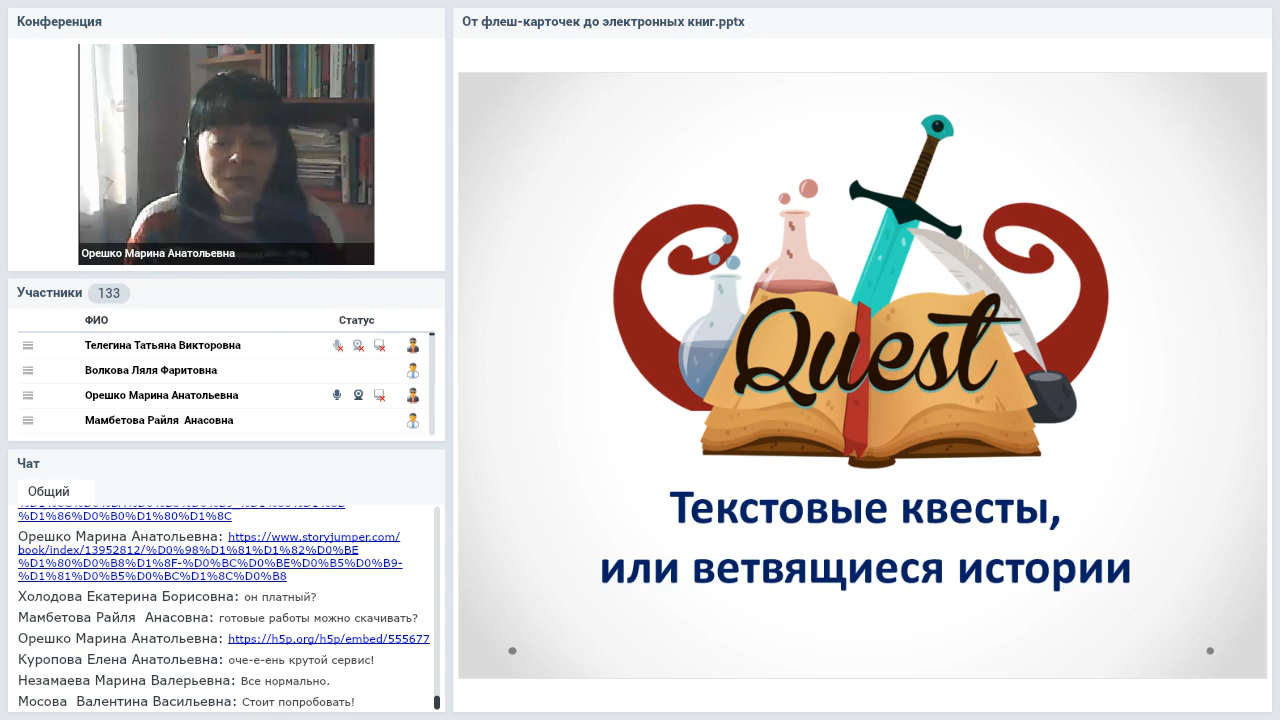 Конференция
Орешко Марина Анатольевна
Участники 133
ФИО Статус
Телегина Татьяна Викторовна
Волкова Ляля Фаритовна
Орешко Марина Анатольевна
Мамбетова Райля Анасовна
Чат
Общий
%D1%86%D0%B0%D1%80%D1%8C
Орешко Марина Анатольевна: https://www.storyjumper.com/
book/index/13952812/%D0%98%D1%81%D1%82%D0%BE
%D1%80%D0%B8%D1%8F-%D0%BC%D0%BE%D0%B5%D0%B9-
%D1%81%D0%B5%D0%BC%D1%8C%D0%B8
Холодова Екатерина Борисовна: он платный?
Мамбетова Райля Анасовна: готовые работы можно скачивать?
Орешко Марина Анатольевна: https://h5p.org/h5p/embed/555677
Куропова Елена Анатольевна: оче-е-ень крутой сервис!
Незамаева Марина Валерьевна: Все нормально.
Мосова Валентина Васильевна: Стоит попробовать!
От флеш-карточек до электронных книг.pptx
Quest
Текстовые квесты,
или ветвящиеся истории